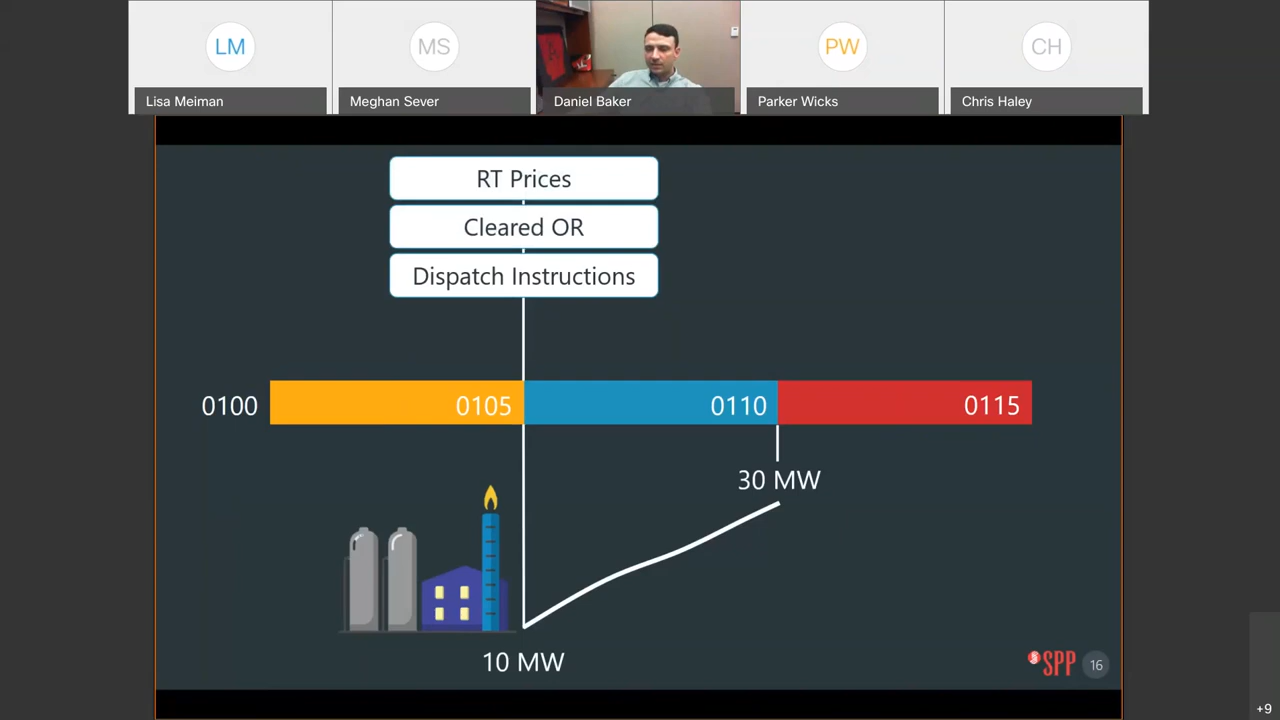 LM
MS
PW
CH
Lisa Meiman
Meghan Sever
Daniel Baker
Parker Wicks
Chris Haley
RT Prices
Cleared OR
Dispatch Instructions
0100
0105
0110
0115
30 MW
10 MW
SPP
16
+9